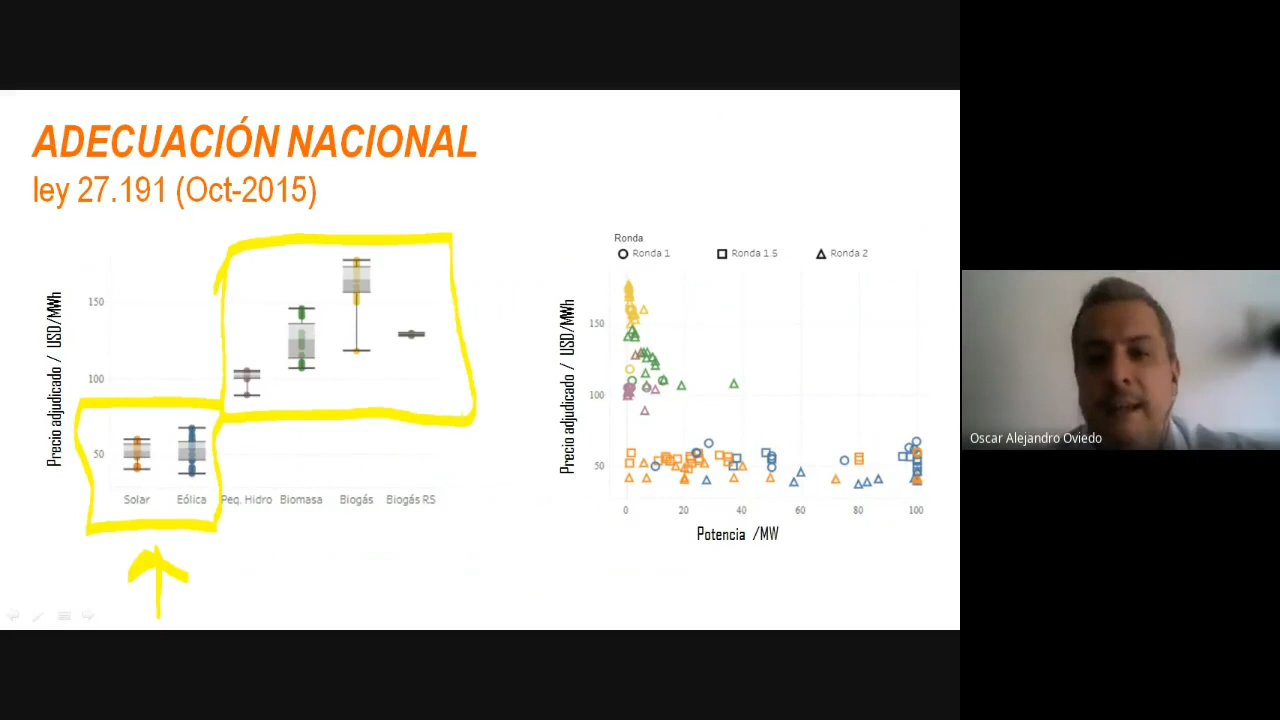 ADECUACIÓN NACIONAL
ley 27.191 (Oct-2015)
Precio adjudicado / USD/MWh
150
100
50
Solar Eólica Peq. Hidro Biomasa Biogás Biogás RS
Ronda
Ronda 1 Ronda 1.5 Ronda 2
Precio adjudicado / USD/MWh
150
100
50
0 20 40 60 80 100
Potencia /MW
Oscar Alejandro Oviedo